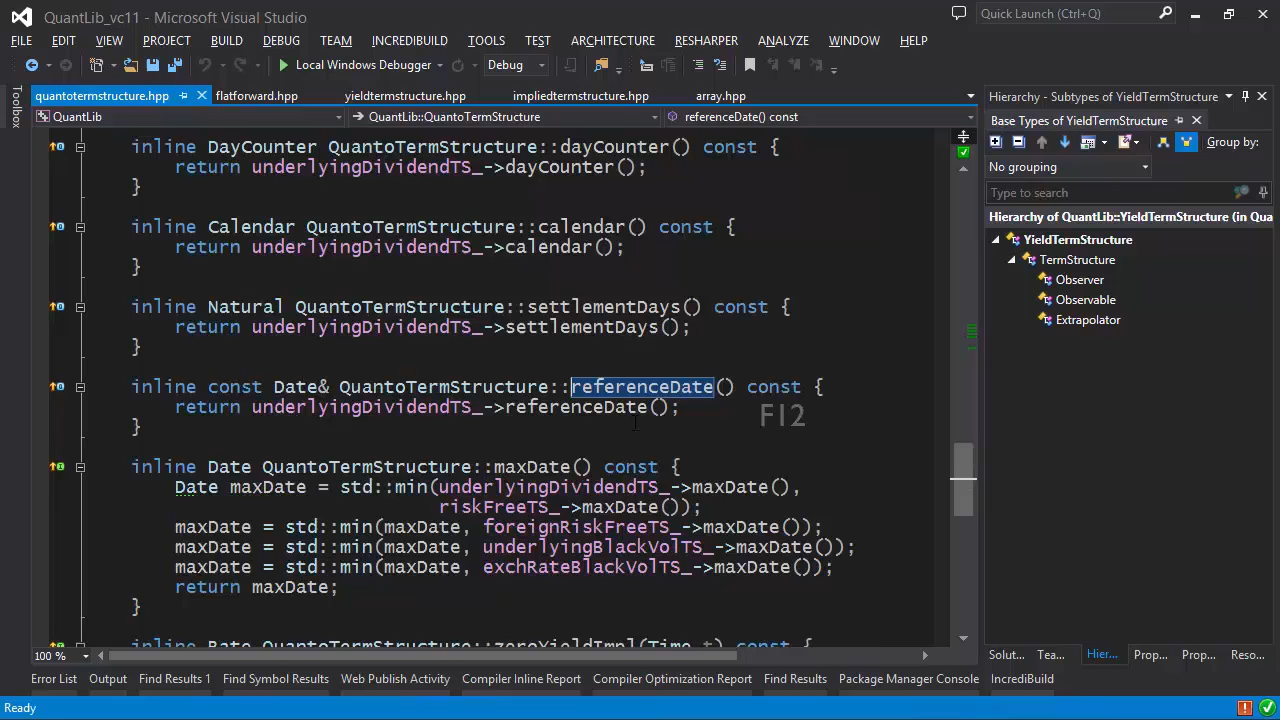 QuantLib_vc11 - Microsoft Visual Studio
Quick Launch (Ctrl+Q)
FILE EDIT VIEW PROJECT BUILD DEBUG TEAM INCREDIBUILD TOOLS TEST ARCHITECTURE RESHARPER ANALYZE WINDOW HELP
Local Windows Debugger Debug
Toolbox
quantotermstructure.hpp flatforward.hpp yieldtermstructure.hpp impliedtermstructure.hpp array.hpp
QuantLib QuantLib::QuantoTermStructure referenceDate() const
inline DayCounter QuantoTermStructure::dayCounter() const {
return underlyingDividendTS_->dayCounter();
}
inline Calendar QuantoTermStructure::calendar() const {
return underlyingDividendTS_->calendar();
}
inline Natural QuantoTermStructure::settlementDays() const {
return underlyingDividendTS_->settlementDays();
}
inline const Date& QuantoTermStructure::referenceDate() const {
return underlyingDividendTS_->referenceDate();
F12
}
inline Date QuantoTermStructure::maxDate() const {
Date maxDate = std::min(underlyingDividendTS_->maxDate(),
riskFreeTS_->maxDate());
maxDate = std::min(maxDate, foreignRiskFreeTS_->maxDate());
maxDate = std::min(maxDate, underlyingBlackVolTS_->maxDate());
maxDate = std::min(maxDate, exchRateBlackVolTS_->maxDate());
return maxDate;
}
inline Rate QuantoTermStructure::zeroYieldImpl(Time t) const {
100 %
Hierarchy - Subtypes of YieldTermStructure
Base Types of YieldTermStructure
Group by:
No grouping
Type to search
Hierarchy of QuantLib::YieldTermStructure (in Qua
YieldTermStructure
TermStructure
Observer
Observable
Extrapolator
Solut... Tea... Hier... Prop... Prop... Reso...
Error List Output Find Results 1 Find Symbol Results Web Publish Activity Compiler Inline Report Compiler Optimization Report Find Results Package Manager Console IncrediBuild
Ready